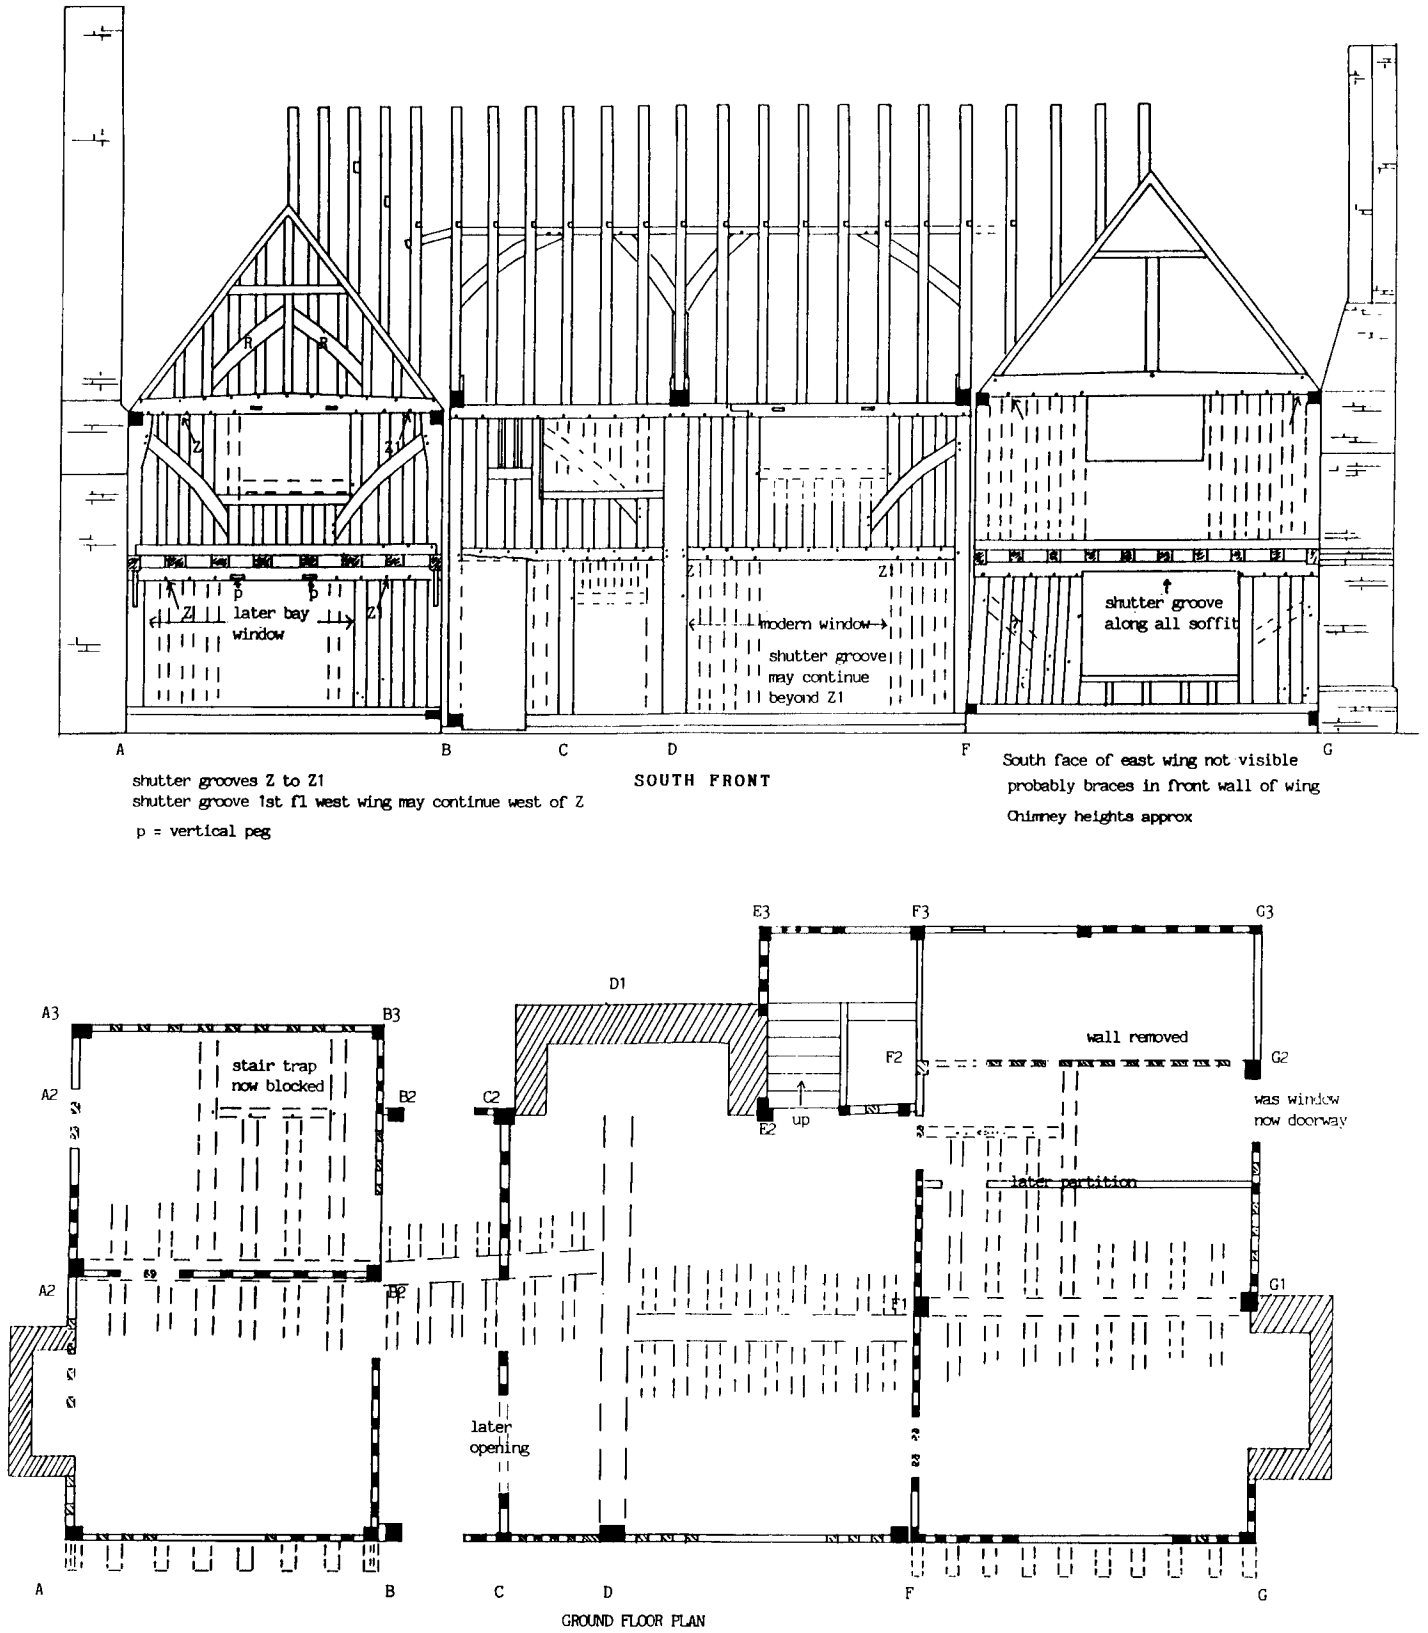 R R
Z Z1
p p
Z Z1
later bay
window
Z1 Z1
modern window
shutter groove
may continue
beyond Z1
shutter groove
along all soffit
?
A B C D F G
shutter grooves Z to Z1
shutter groove 1st fl west wing may continue west of Z
p = vertical peg
SOUTH FRONT
South face of east wing not visible
probably braces in front wall of wing
Chimney heights approx
E3 F3 G3
D1
A3 B3
wall removed
F2 G2
stair trap
now blocked
A2 B2 C2
was window
now doorway
up
E2
later partition
A2 B2 F1 G1
later
opening
A B C D F G
GROUND FLOOR PLAN